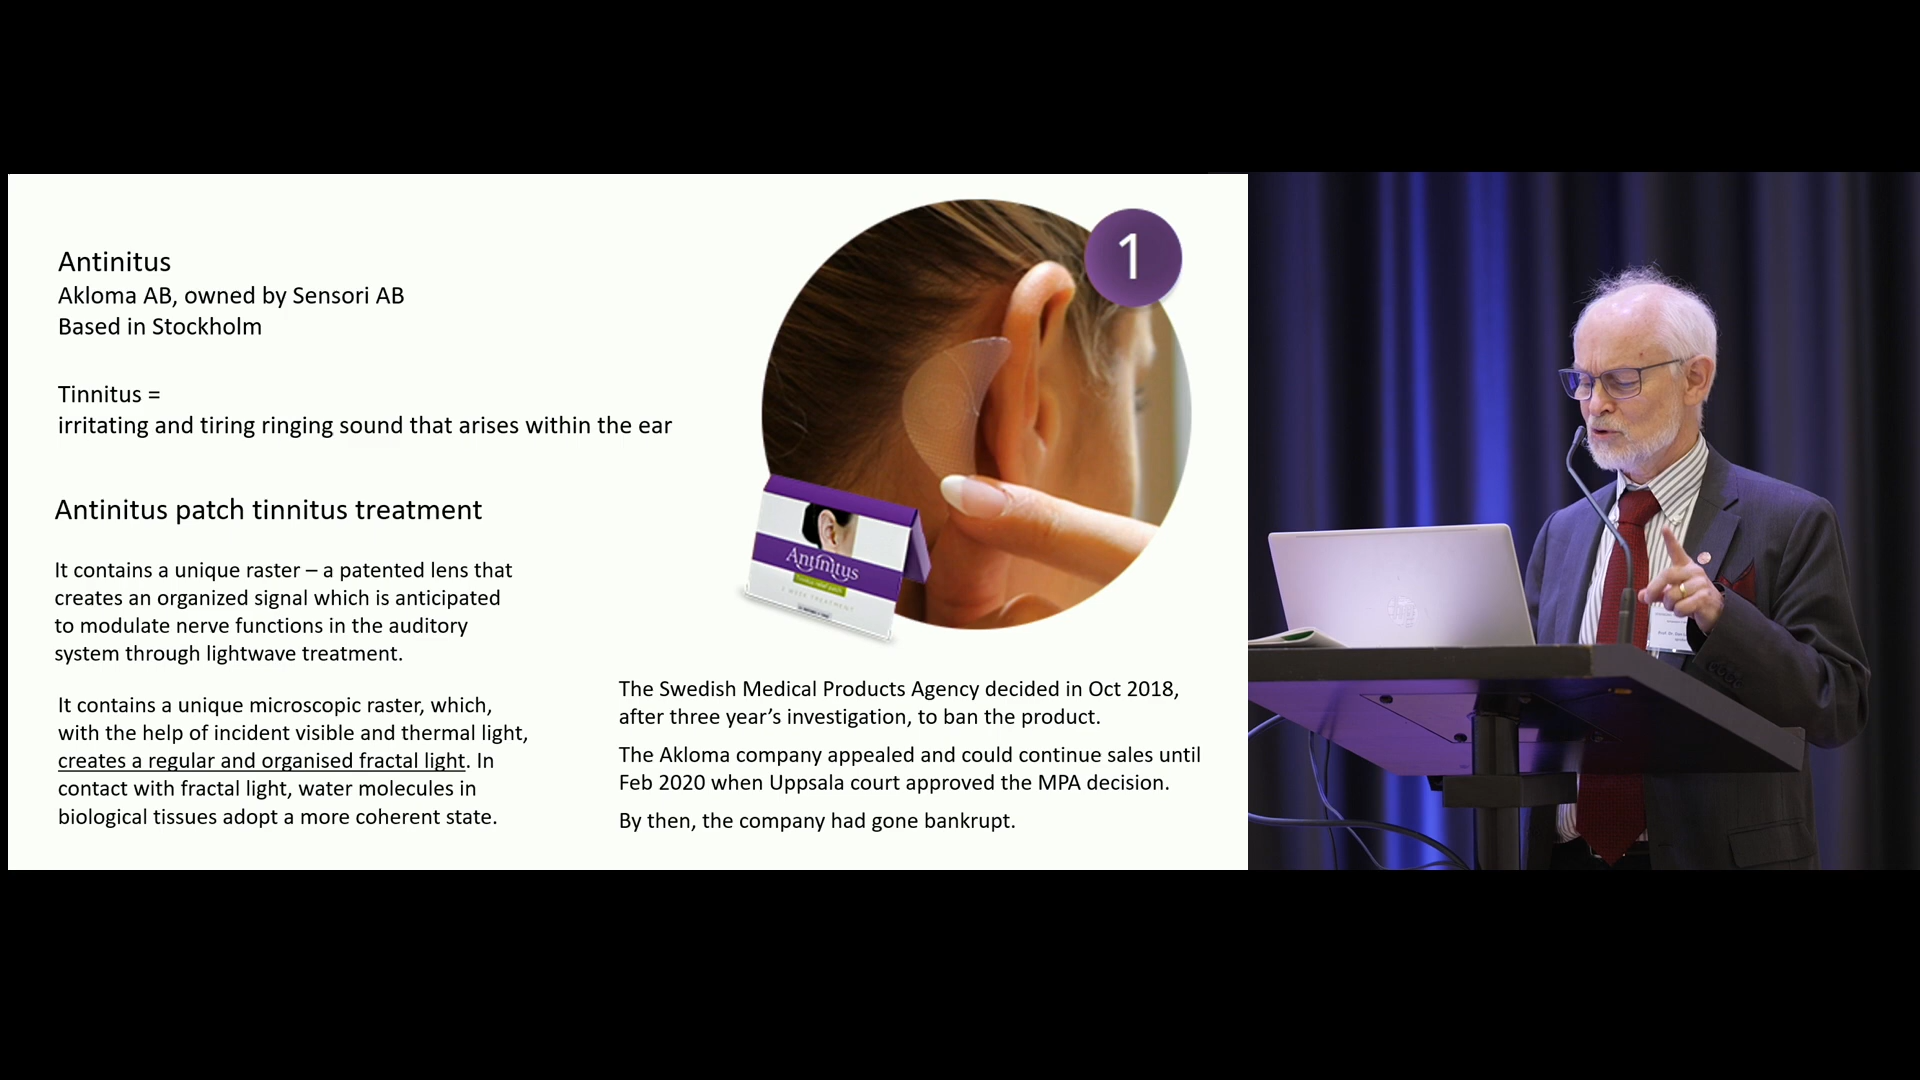 Antinitus
Akloma AB, owned by Sensori AB
Based in Stockholm
Tinnitus =
irritating and tiring ringing sound that arises within the ear
Antinitus patch tinnitus treatment
It contains a unique raster – a patented lens that
creates an organized signal which is anticipated
to modulate nerve functions in the auditory
system through lightwave treatment.
It contains a unique microscopic raster, which,
with the help of incident visible and thermal light,
creates a regular and organised fractal light. In
contact with fractal light, water molecules in
biological tissues adopt a more coherent state.
1
Antinitus
The Swedish Medical Products Agency decided in Oct 2018,
after three year's investigation, to ban the product.
The Akloma company appealed and could continue sales until
Feb 2020 when Uppsala court approved the MPA decision.
By then, the company had gone bankrupt.